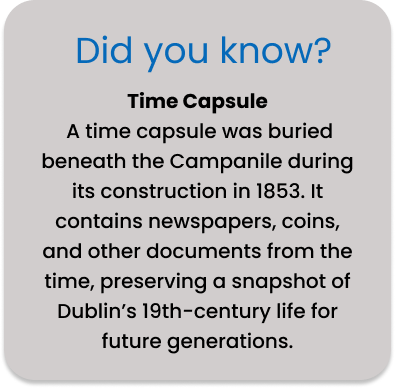 Did you know?
Time Capsule
A time capsule was buried
beneath the Campanile during
its construction in 1853. It
contains newspapers, coins,
and other documents from the
time, preserving a snapshot of
Dublin's 19th-century life for
future generations.